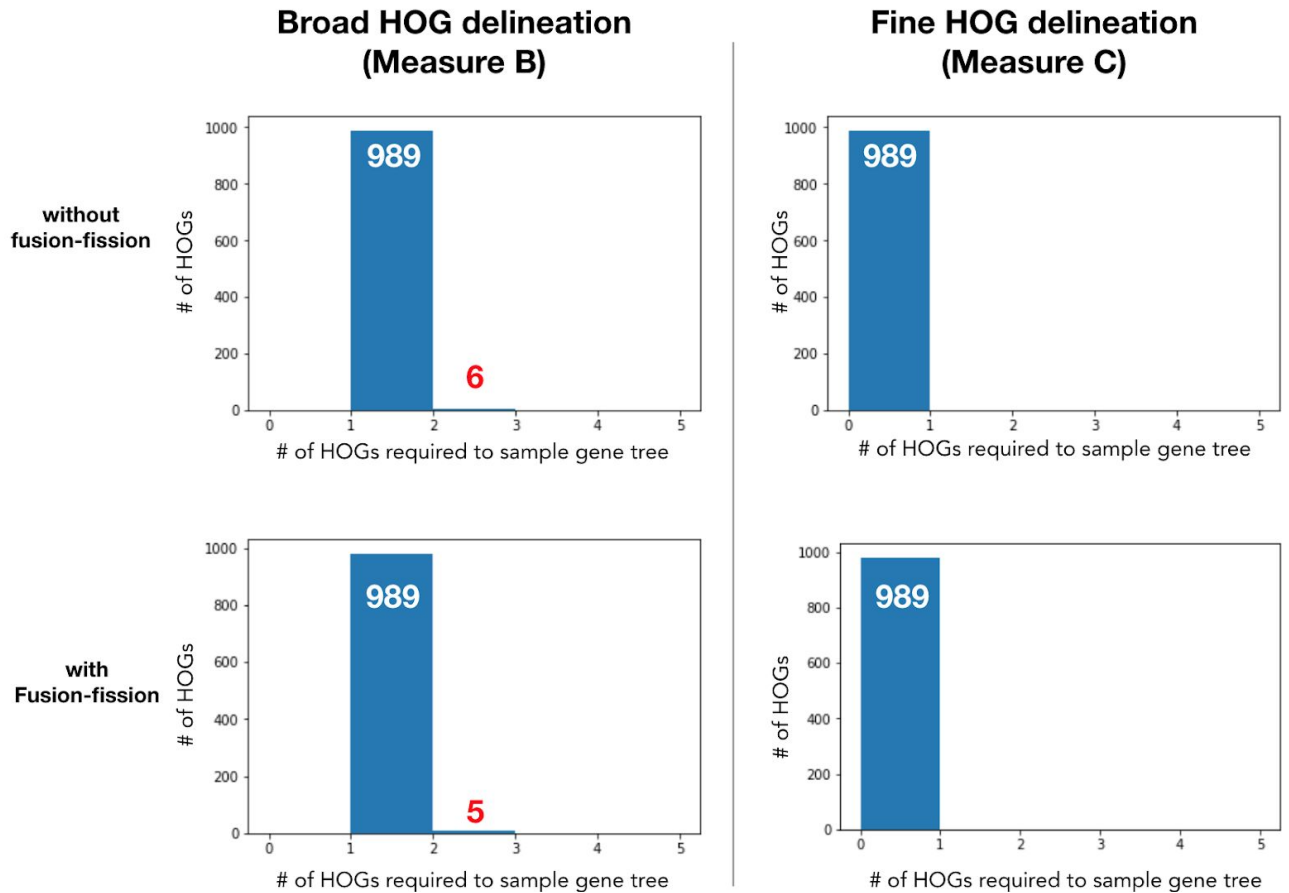 Broad HOG delineation
(Measure B)
Fine HOG delineation
(Measure C)
without
fusion-fission
# of HOGs
1000
800
600
400
200
0
989
6
0 1 2 3 4 5
# of HOGs required to sample gene tree
# of HOGs
1000
800
600
400
200
0
989
0 1 2 3 4 5
# of HOGs required to sample gene tree
with
Fusion-fission
# of HOGs
1000
800
600
400
200
0
989
5
0 1 2 3 4 5
# of HOGs required to sample gene tree
# of HOGs
1000
800
600
400
200
0
989
0 1 2 3 4 5
# of HOGs required to sample gene tree